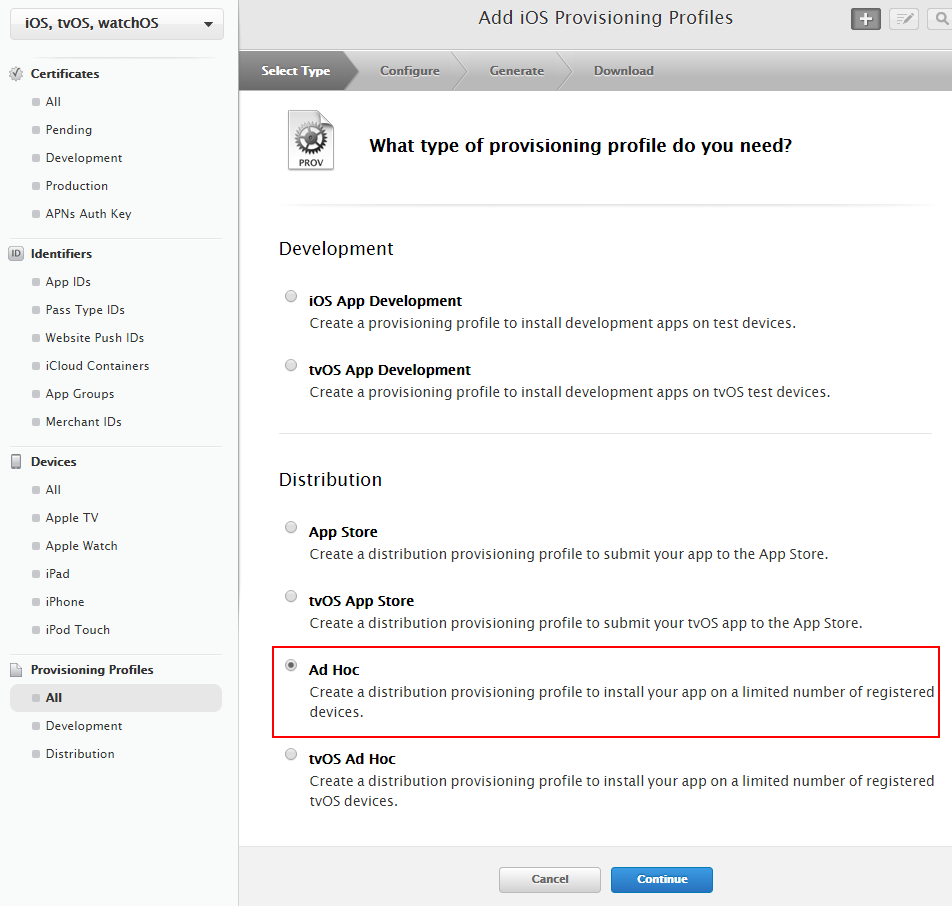 iOS, tvOS, watchOS
Certificates
All
Pending
Development
Production
APNs Auth Key
ID Identifiers
App IDs
Pass Type IDs
Website Push IDs
iCloud Containers
App Groups
Merchant IDs
Devices
All
Apple TV
Apple Watch
iPad
iPhone
iPod Touch
Provisioning Profiles
All
Development
Distribution
Add iOS Provisioning Profiles
Select Type Configure Generate Download
PROV
What type of provisioning profile do you need?
Development
iOS App Development
Create a provisioning profile to install development apps on test devices.
tvOS App Development
Create a provisioning profile to install development apps on tvOS test devices.
Distribution
App Store
Create a distribution provisioning profile to submit your app to the App Store.
tvOS App Store
Create a distribution provisioning profile to submit your tvOS app to the App Store.
Ad Hoc
Create a distribution provisioning profile to install your app on a limited number of registered
devices.
tvOS Ad Hoc
Create a distribution provisioning profile to install your app on a limited number of registered
tvOS devices.
Cancel Continue